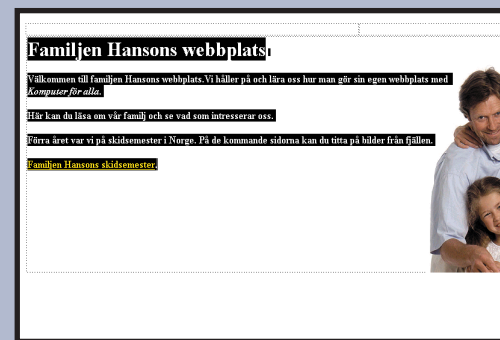 Familjen Hansons webbplats
Välkommen till familjen Hansons webbplats.Vi håller på och lära oss hur man gör sin egen webbplats med
Komputer för alla.
Här kan du läsa om vår familj och se vad som intresserar oss.
Förra året var vi på skidsemester i Norge. På de kommande sidorna kan du titta på bilder från fjällen.
Familjen Hansons skidsemester.